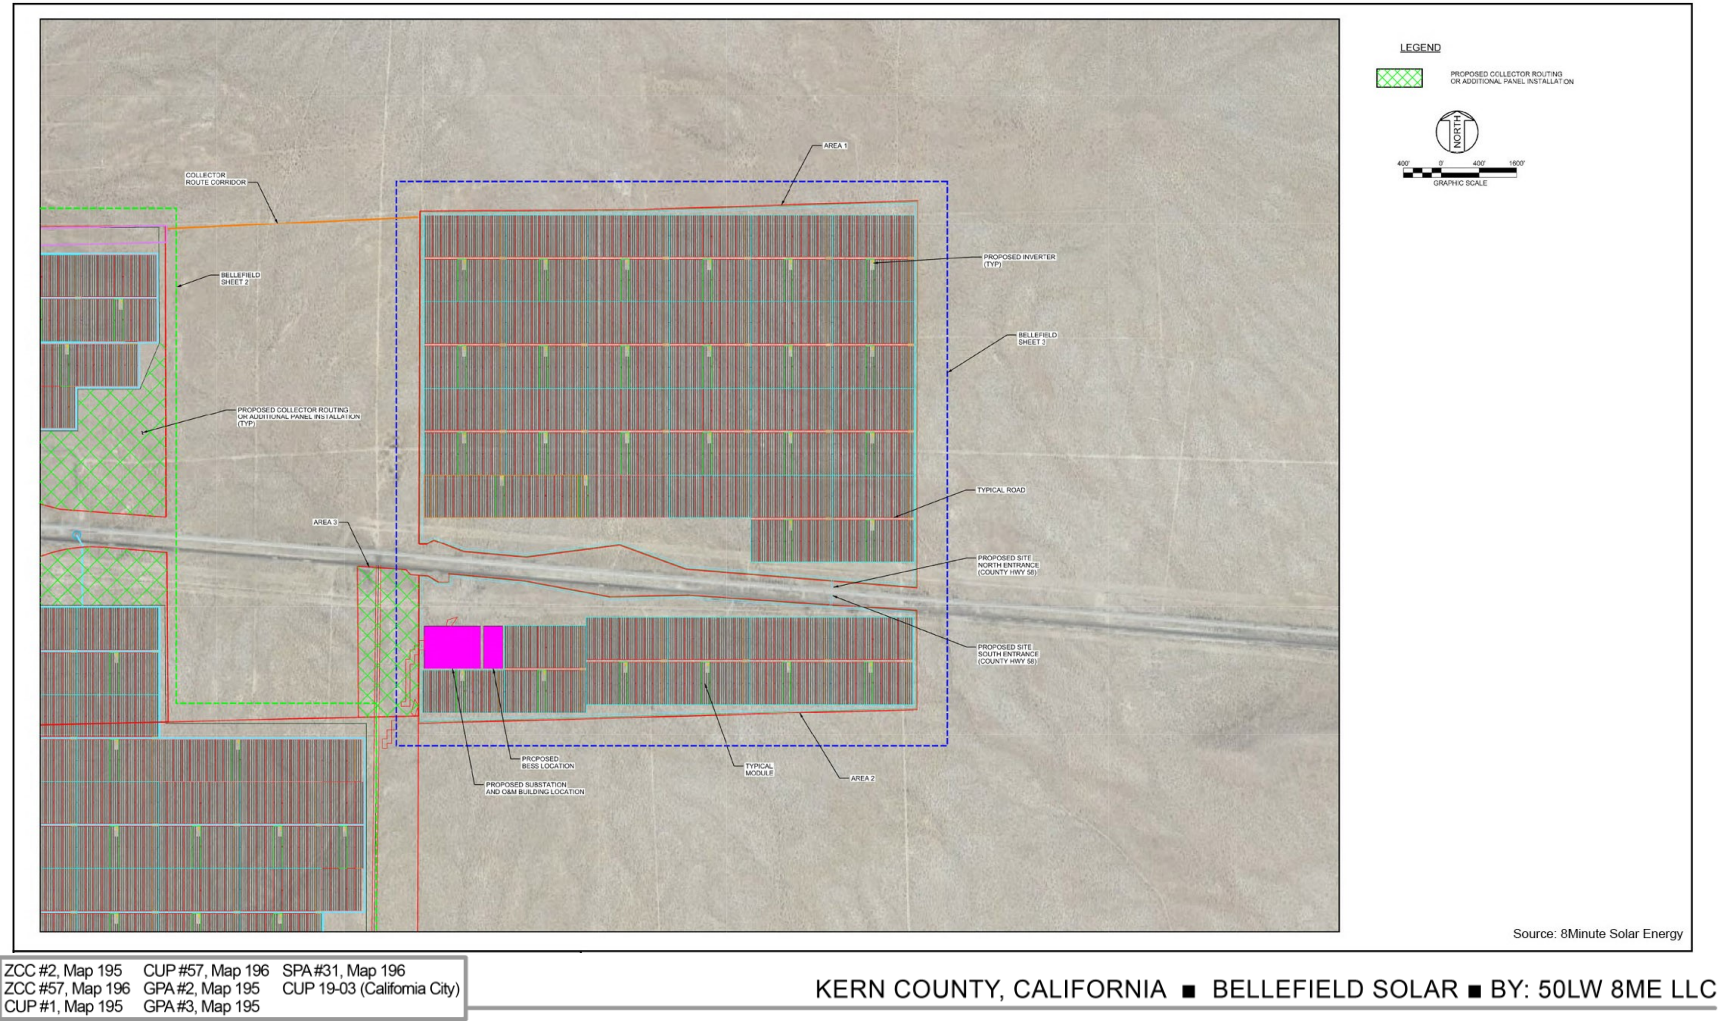 LEGEND
PROPOSED COLLECTOR ROUTING
OR ADDITIONAL PANEL INSTALLATION
NORTH
400' 0' 400' 1600'
GRAPHIC SCALE
AREA 1
COLLECTOR
ROUTE CORRIDOR
BELLEFIELD
SHEET 2
PROPOSED INVERTER
(TYP)
BELLEFIELD
SHEET 3
PROPOSED COLLECTOR ROUTING
OR ADDITIONAL PANEL INSTALLATION
(TYP)
TYPICAL ROAD
AREA 3
PROPOSED SITE
NORTH ENTRANCE
(COUNTY HWY 58)
PROPOSED SITE
SOUTH ENTRANCE
(COUNTY HWY 58)
PROPOSED
BESS LOCATION
TYPICAL
MODULE
AREA 2
PROPOSED SUBSTATION
AND O&M BUILDING LOCATION
Source: 8Minute Solar Energy
ZCC #2, Map 195 CUP #57, Map 196 SPA #31, Map 196
ZCC #57, Map 196 GPA #2, Map 195 CUP 19-03 (California City)
CUP #1, Map 195 GPA #3, Map 195
KERN COUNTY, CALIFORNIA ■ BELLEFIELD SOLAR ■ BY: 50LW 8ME LLC